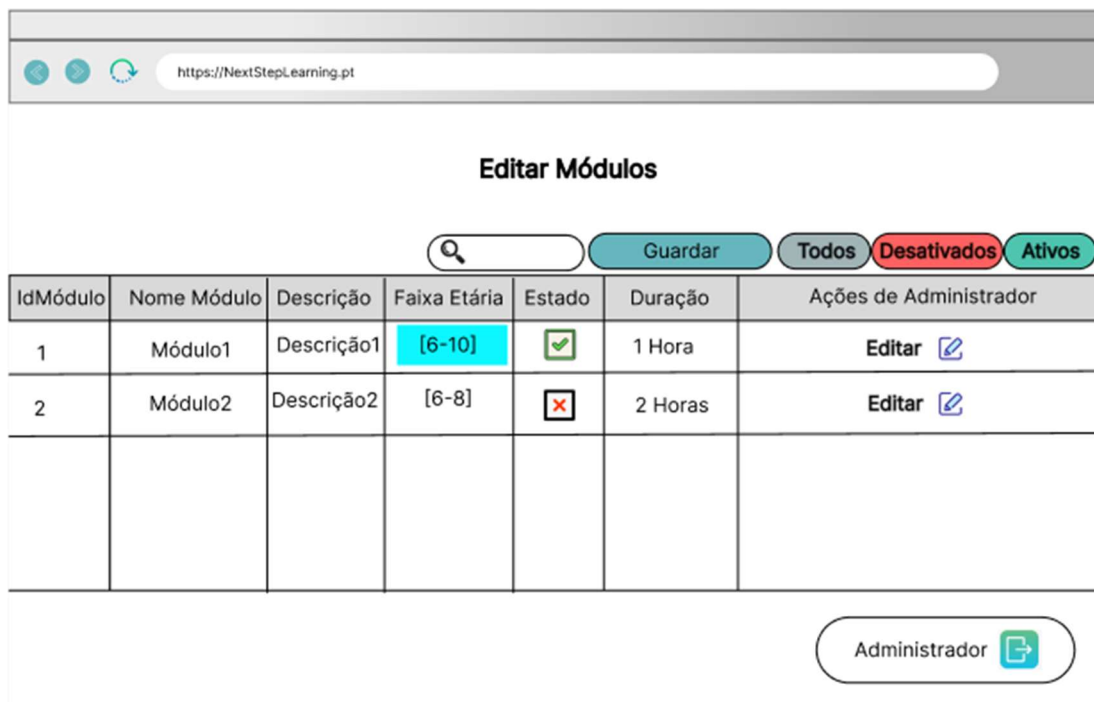 https://NextStepLearning.pt
Editar Módulos
Guardar Todos Desativados Ativos
IdMódulo Nome Módulo Descrição Faixa Etária Estado Duração Ações de Administrador
1 Módulo1 Descrição1 [6-10] 1 Hora Editar
2 Módulo2 Descrição2 [6-8] 2 Horas Editar
Administrador